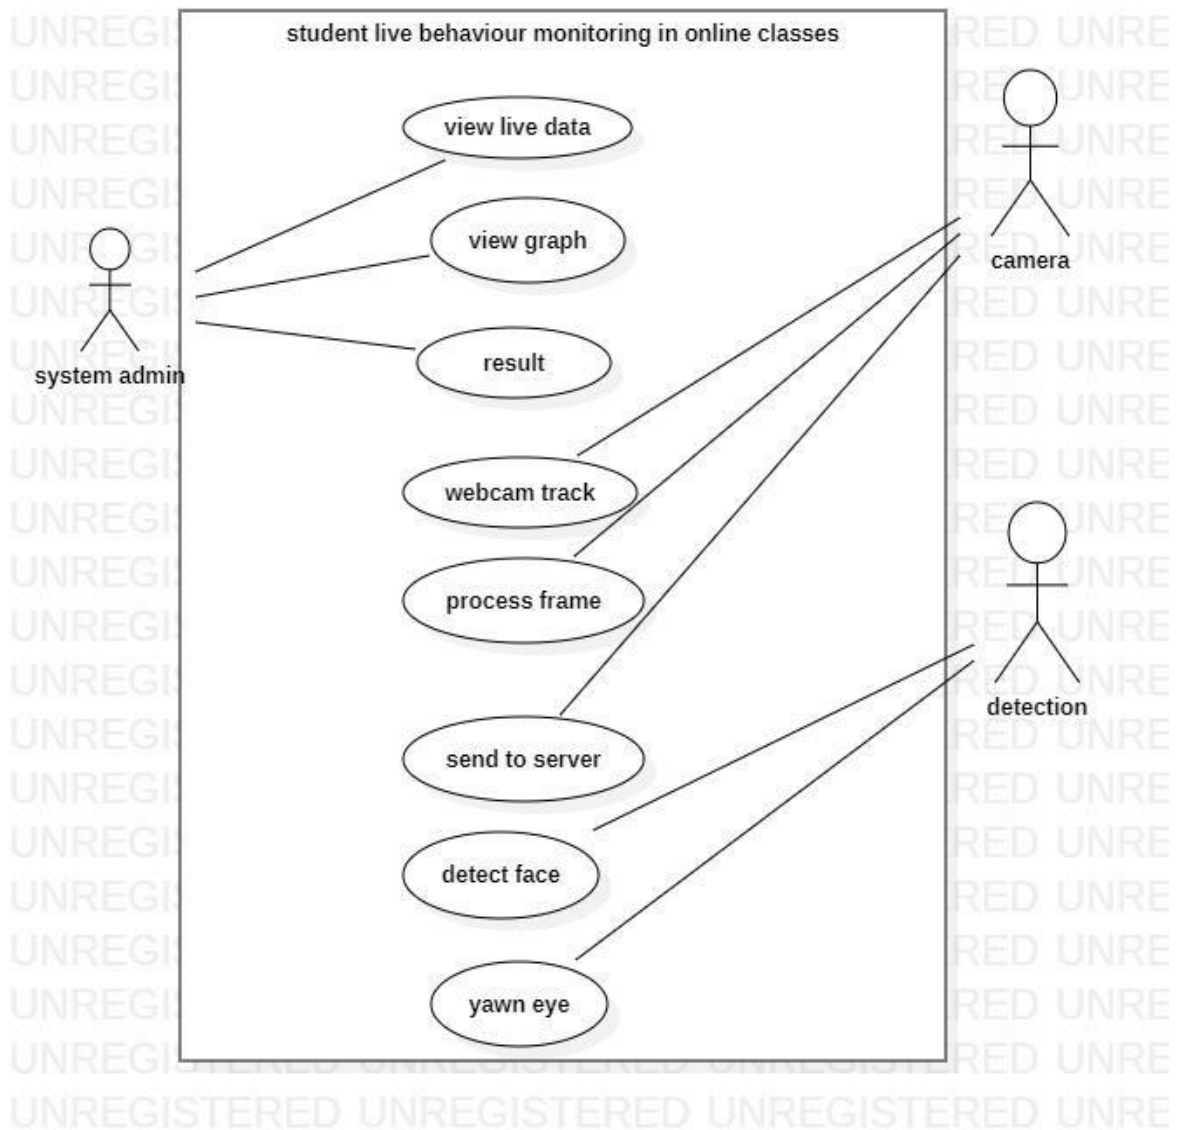 student live behaviour monitoring in online classes
view live data
view graph
system admin
result
camera
webcam track
process frame
detection
send to server
detect face
yawn eye
UNREGISTERED UNREGISTERED UNREGISTERED UNRE